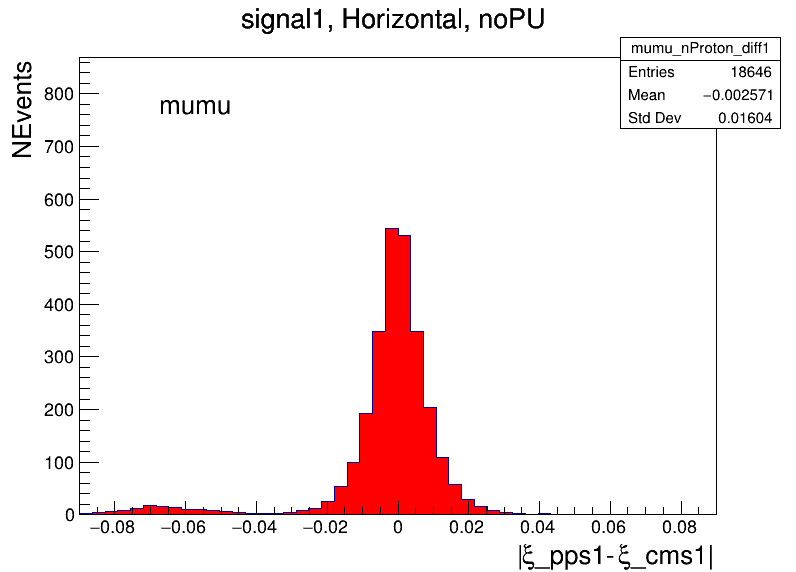 signal1, Horizontal, noPU
mumu_nProton_diff1
Entries 18646
Mean −0.002571
Std Dev 0.01604
NEvents
mumu
800
700
600
500
400
300
200
100
0
−0.08 −0.06 −0.04 −0.02 0 0.02 0.04 0.06 0.08
|ξ_pps1-ξ_cms1|